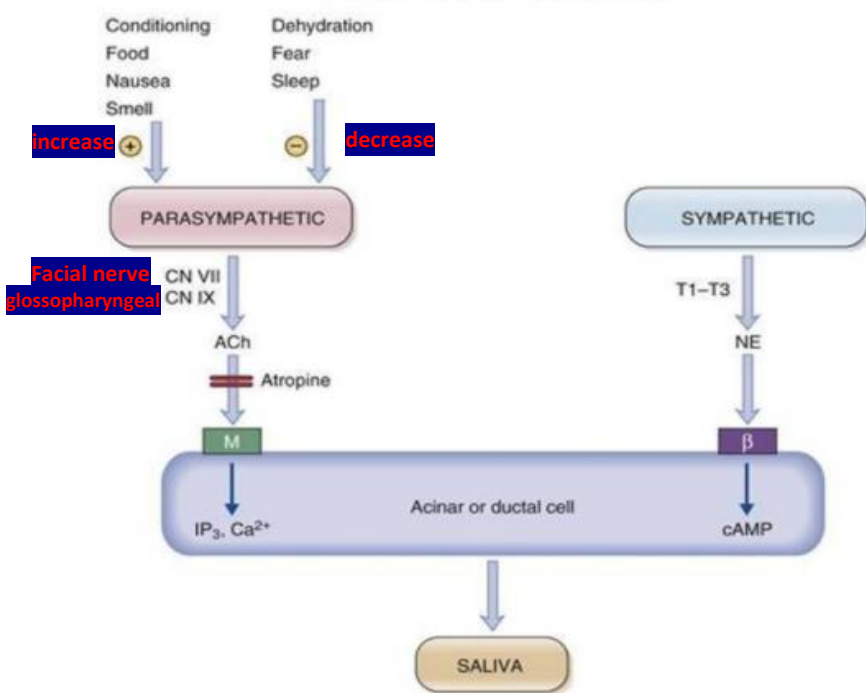 Conditioning
Food
Nausea
Smell
Dehydration
Fear
Sleep
increase
+
−
decrease
PARASYMPATHETIC
SYMPATHETIC
Facial nerve
glossopharyngeal
CN VII
CN IX
T1–T3
ACh
NE
Atropine
M
β
Acinar or ductal cell
IP₃, Ca²⁺
cAMP
SALIVA